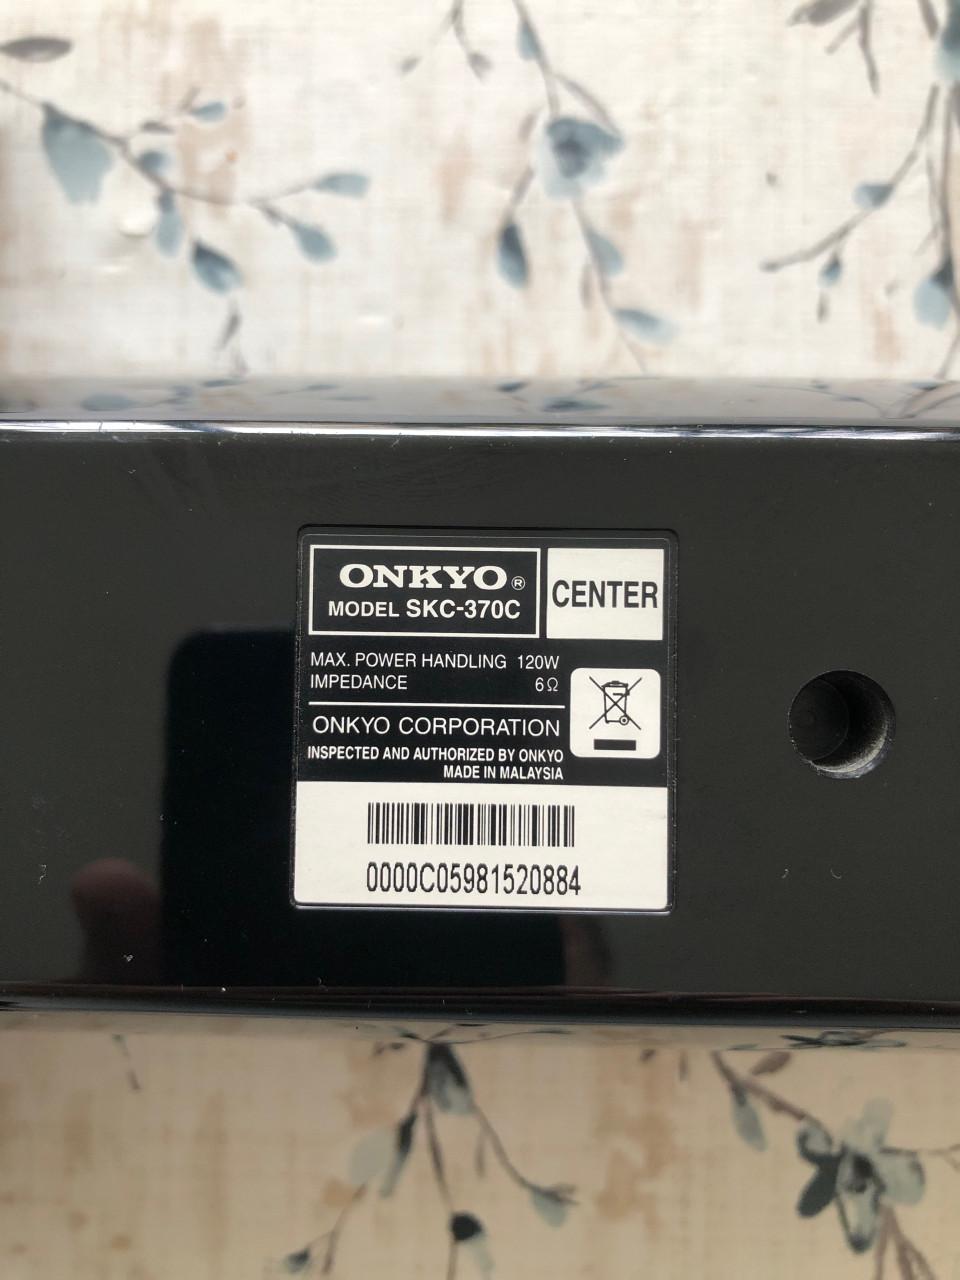 ONKYO®
MODEL SKC-370C
CENTER
MAX. POWER HANDLING 120W
IMPEDANCE 6Ω
ONKYO CORPORATION
INSPECTED AND AUTHORIZED BY ONKYO
MADE IN MALAYSIA
0000C05981520884